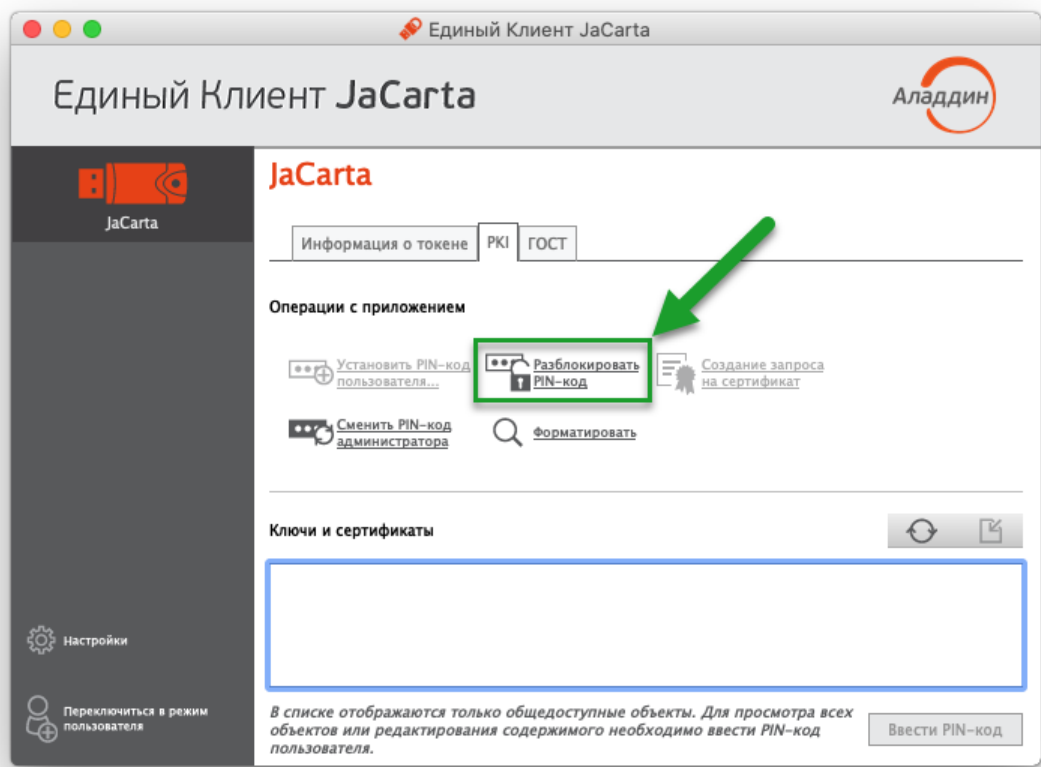 Единый Клиент JaCarta
Единый Клиент JaCarta
Аладдин
JaCarta
JaCarta
Информация о токене
PKI
ГОСТ
Операции с приложением
Установить PIN-код
пользователя...
Разблокировать
PIN-код
Создание запроса
на сертификат
Сменить PIN-код
администратора
Форматировать
Ключи и сертификаты
Настройки
Переключиться в режим
пользователя
В списке отображаются только общедоступные объекты. Для просмотра всех
объектов или редактирования содержимого необходимо ввести PIN-код
пользователя.
Ввести PIN-код